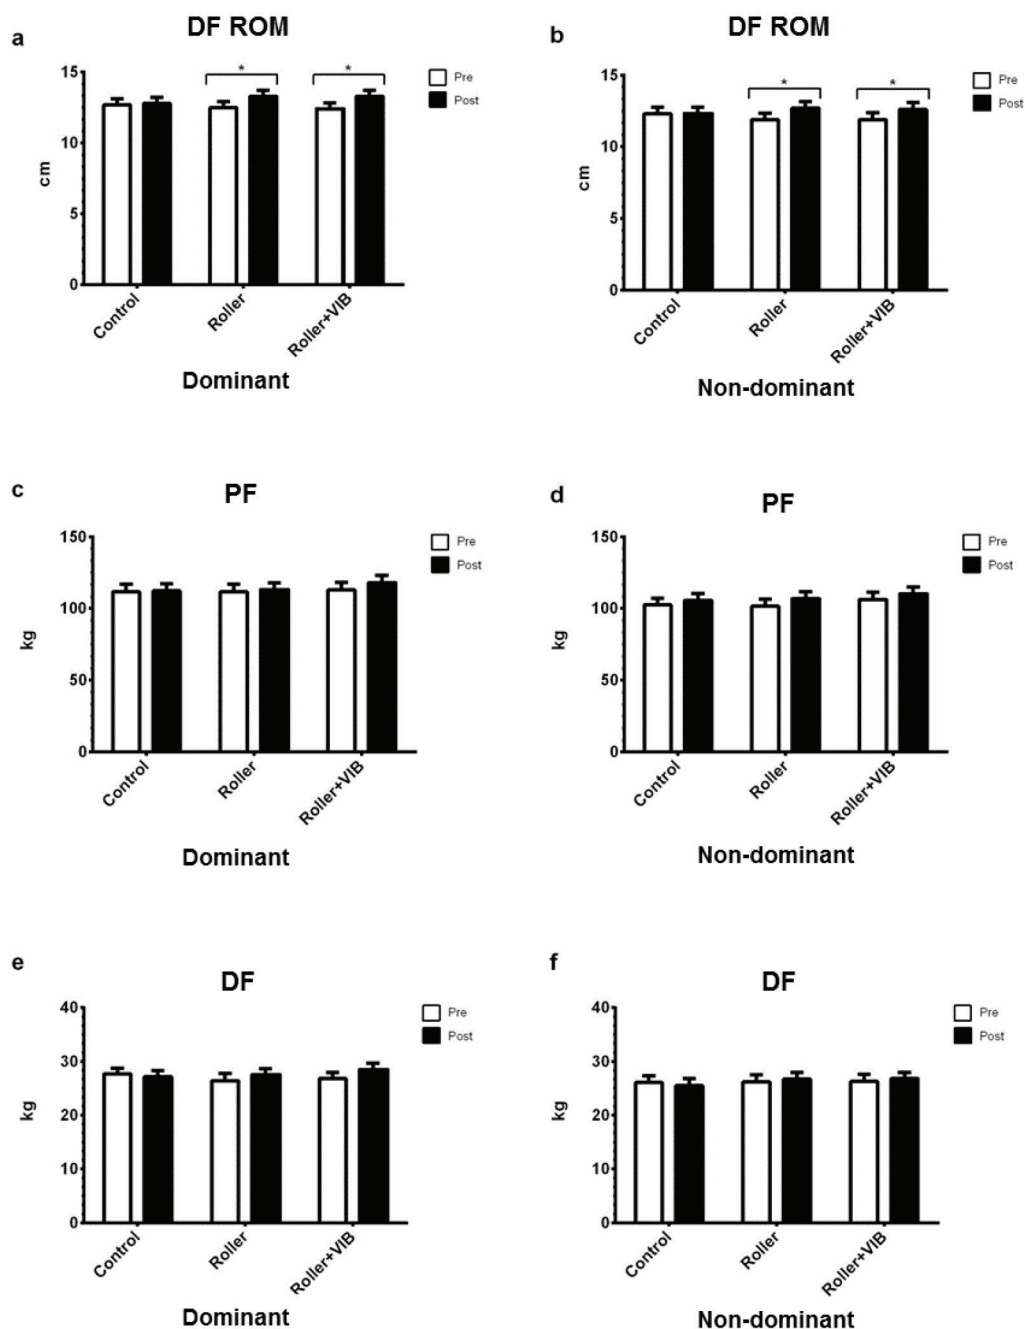 a
DF ROM
*
*
Pre
Post
15
10
5
0
cm
Control
Roller
Roller+VIB
Dominant
b
DF ROM
*
*
Pre
Post
15
10
5
0
cm
Control
Roller
Roller+VIB
Non-dominant
c
PF
Pre
Post
150
100
50
0
kg
Control
Roller
Roller+VIB
Dominant
d
PF
Pre
Post
150
100
50
0
kg
Control
Roller
Roller+VIB
Non-dominant
e
DF
Pre
Post
40
30
20
10
0
kg
Control
Roller
Roller+VIB
Dominant
f
DF
Pre
Post
40
30
20
10
0
kg
Control
Roller
Roller+VIB
Non-dominant